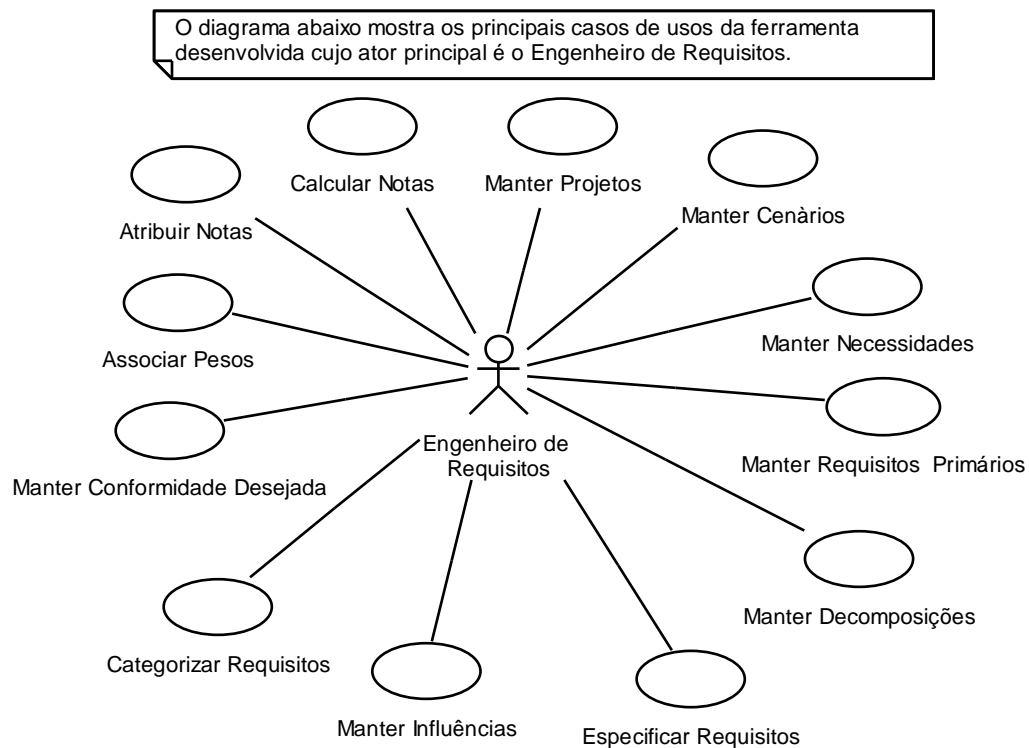 O diagrama abaixo mostra os principais casos de usos da ferramenta
desenvolvida cujo ator principal é o Engenheiro de Requisitos.
Calcular Notas
Manter Projetos
Manter Cenàrios
Atribuir Notas
Manter Necessidades
Associar Pesos
Engenheiro de
Requisitos
Manter Requisitos Primários
Manter Conformidade Desejada
Manter Decomposições
Categorizar Requisitos
Manter Influências
Especificar Requisitos